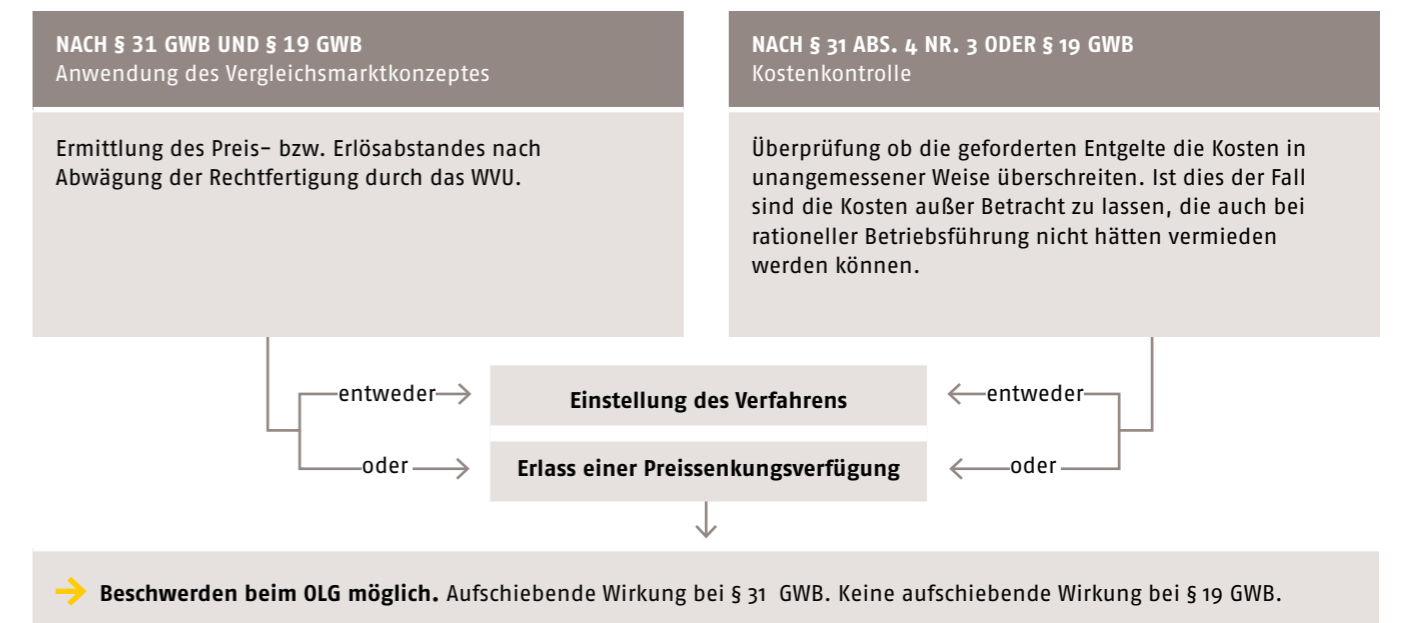 NACH § 31 GWB UND § 19 GWB
Anwendung des Vergleichsmarktkonzeptes
Ermittlung des Preis- bzw. Erlösabstandes nach
Abwägung der Rechtfertigung durch das WVU.
NACH § 31 ABS. 4 NR. 3 ODER § 19 GWB
Kostenkontrolle
Überprüfung ob die geforderten Entgelte die Kosten in
unangemessener Weise überschreiten. Ist dies der Fall
sind die Kosten außer Betracht zu lassen, die auch bei
rationeller Betriebsführung nicht hätten vermieden
werden können.
entweder
Einstellung des Verfahrens
entweder
oder
Erlass einer Preissenkungsverfügung
oder
Beschwerden beim OLG möglich. Aufschiebende Wirkung bei § 31 GWB. Keine aufschiebende Wirkung bei § 19 GWB.